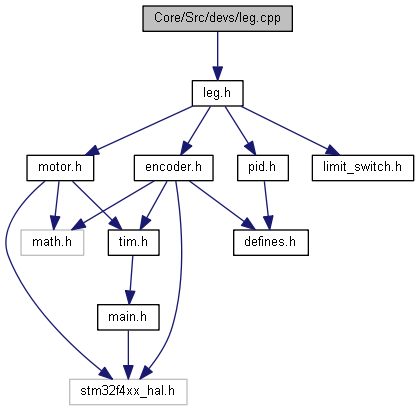 Core/Src/devs/leg.cpp
leg.h
motor.h
encoder.h
pid.h
limit_switch.h
math.h
tim.h
defines.h
main.h
stm32f4xx_hal.h